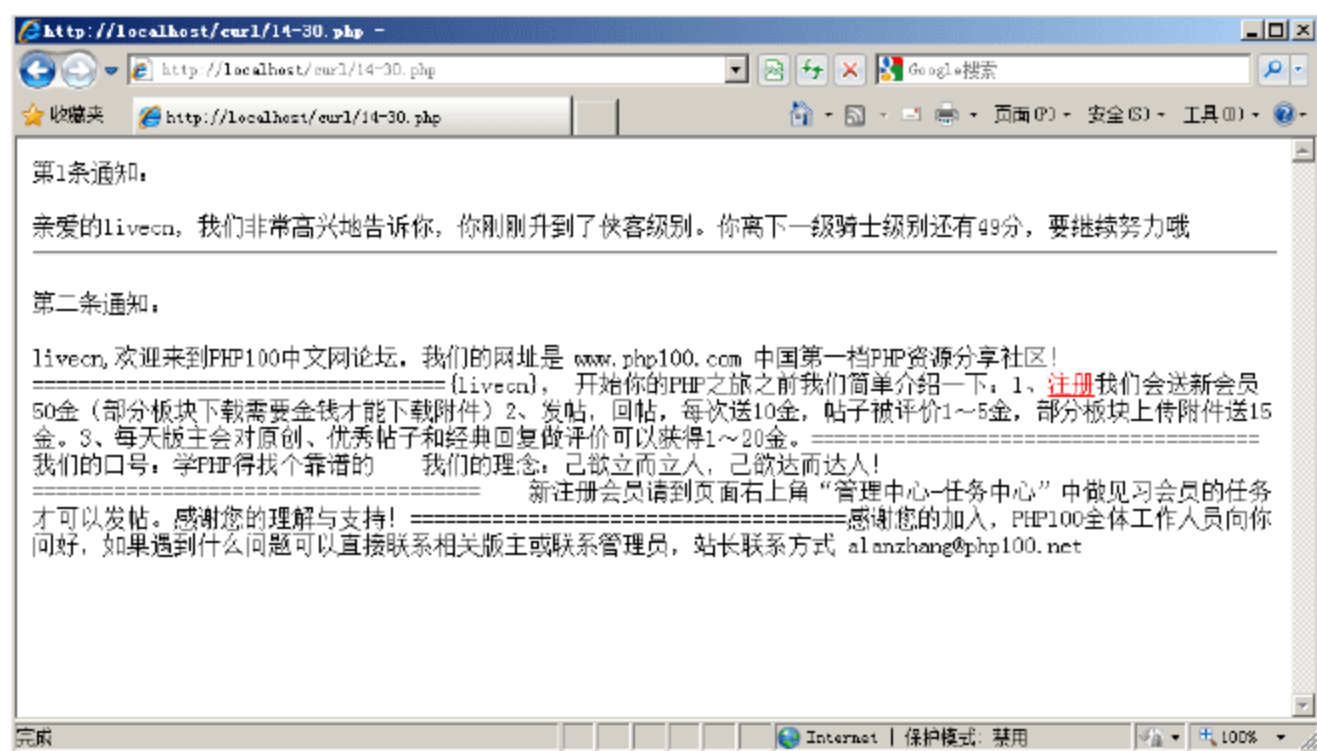 http://localhost/curl/14-30.php -
http://localhost/curl/14-30.php
Google搜索
收藏夹
http://localhost/curl/14-30.php
页面(P)
安全(S)
工具(O)
第1条通知：
亲爱的livecn, 我们非常高兴地告诉你，你刚刚升到了侠客级别。你离下一级骑士级别还有49分，要继续努力哦
第二条通知：
livecn,欢迎来到PHP100中文网论坛。我们的网址是 www.php100.com 中国第一档PHP资源分享社区!
==================================={livecn}， 开始你的PHP之旅之前我们简单介绍一下：1、注册我们会送新会员
50金（部分板块下载需要金钱才能下载附件）2、发帖，回帖，每次送10金，帖子被评价1～5金，部分板块上传附件送15
金。3、每天版主会对原创、优秀帖子和经典回复做评价可以获得1～20金。======================================
我们的口号：学PHP得找个靠谱的 我们的理念：己欲立而立人，己欲达而达人!
====================================== 新注册会员请到页面右上角“管理中心-任务中心”中做见习会员的任务
才可以发帖。感谢您的理解与支持! =====================================感谢您的加入，PHP100全体工作人员向你
问好，如果遇到什么问题可以直接联系相关版主或联系管理员，站长联系方式 alanzhang@php100.net
完成
Internet | 保护模式: 禁用
100%